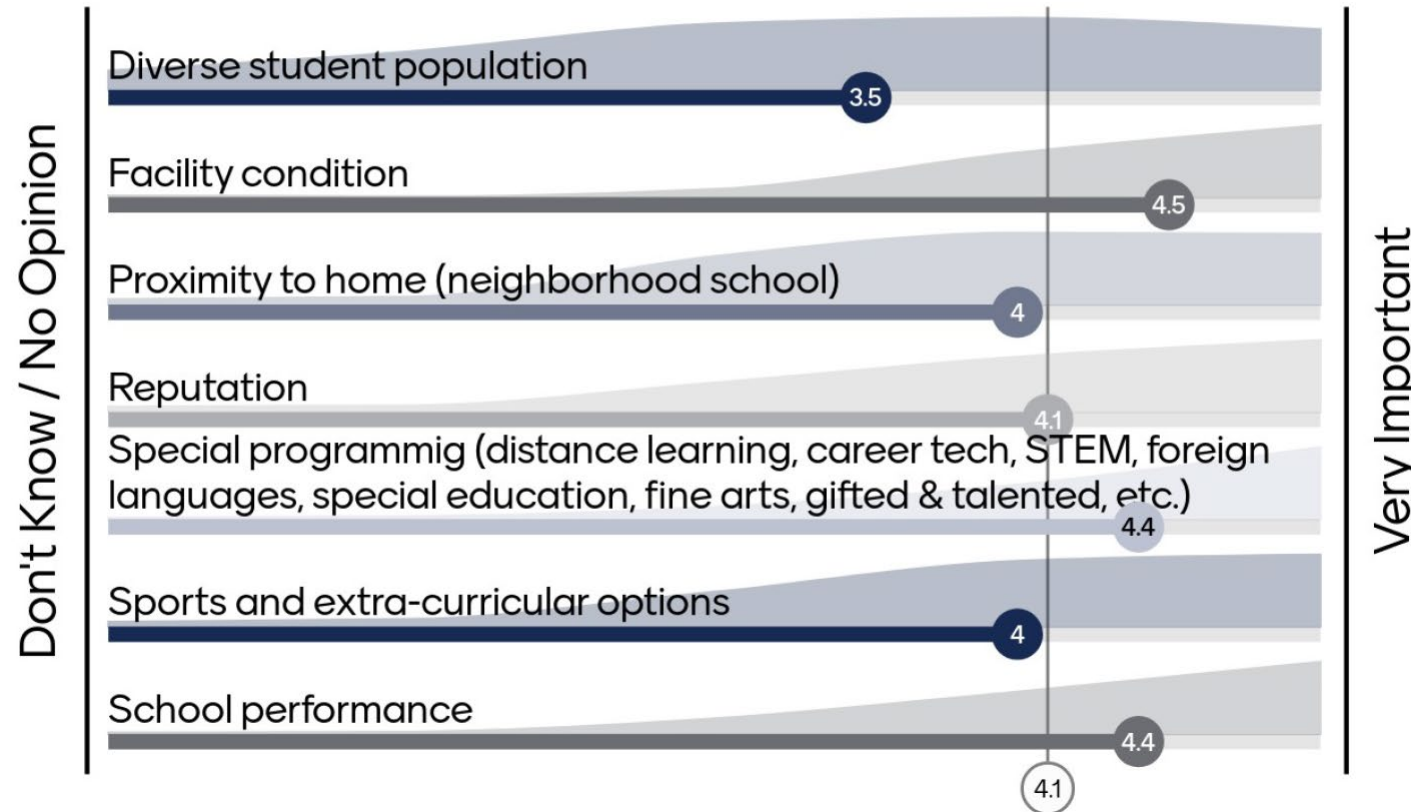 Don't Know / No Opinion
Diverse student population
3.5
Facility condition
4.5
Proximity to home (neighborhood school)
4
Reputation
4.1
Special programmig (distance learning, career tech, STEM, foreign
languages, special education, fine arts, gifted & talented, etc.)
4.4
Sports and extra-curricular options
4
School performance
4.4
4.1
Very Important